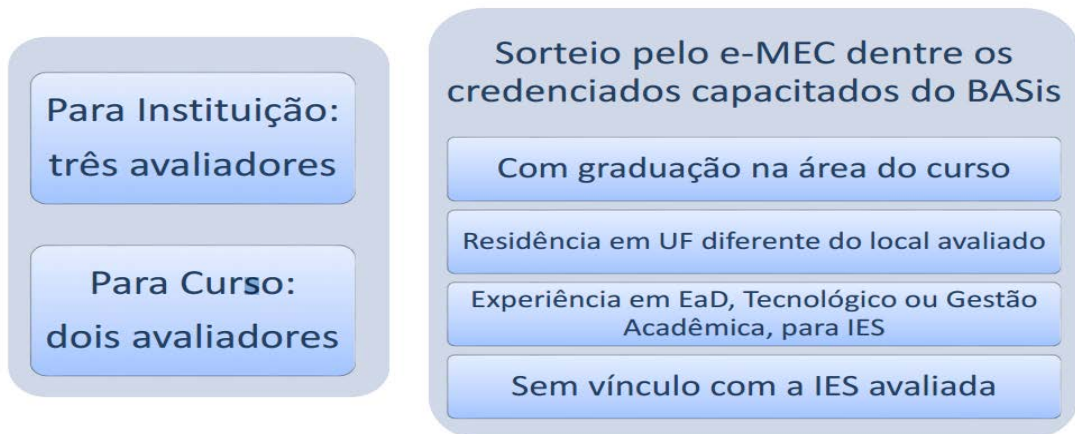 Para Instituição:
três avaliadores
Para Curso:
dois avaliadores
Sorteio pelo e-MEC dentre os
credenciados capacitados do BASis
Com graduação na área do curso
Residência em UF diferente do local avaliado
Experiência em EaD, Tecnológico ou Gestão
Acadêmica, para IES
Sem vínculo com a IES avaliada